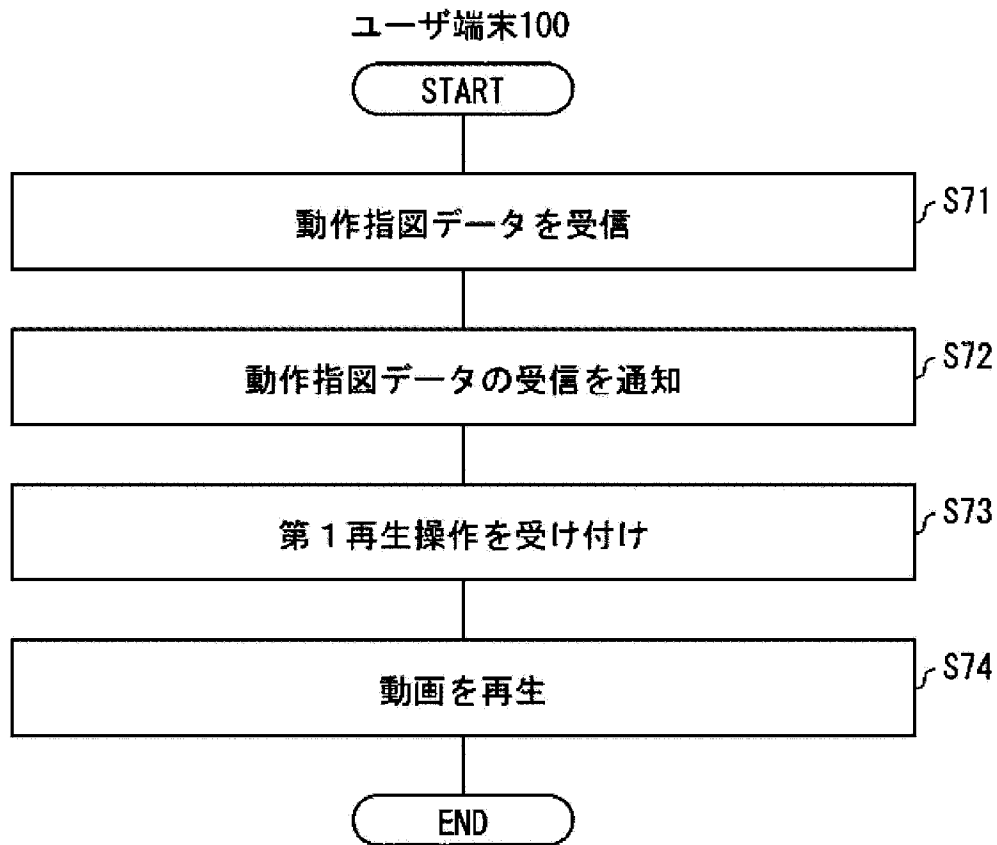 ユーザ端末100
START
動作指図データを受信
S71
動作指図データの受信を通知
S72
第1再生操作を受け付け
S73
動画を再生
S74
END